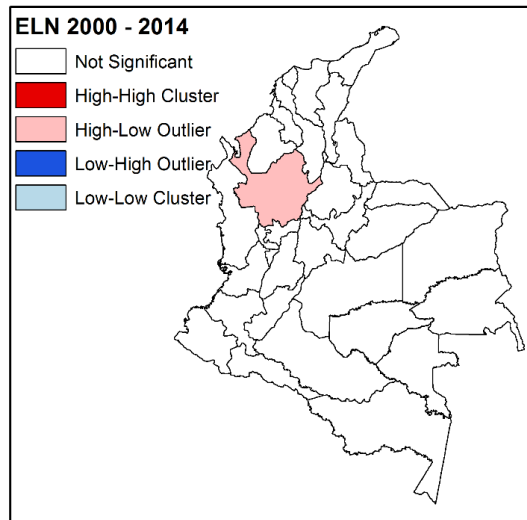 ELN 2000 - 2014
Not Significant
High-High Cluster
High-Low Outlier
Low-High Outlier
Low-Low Cluster